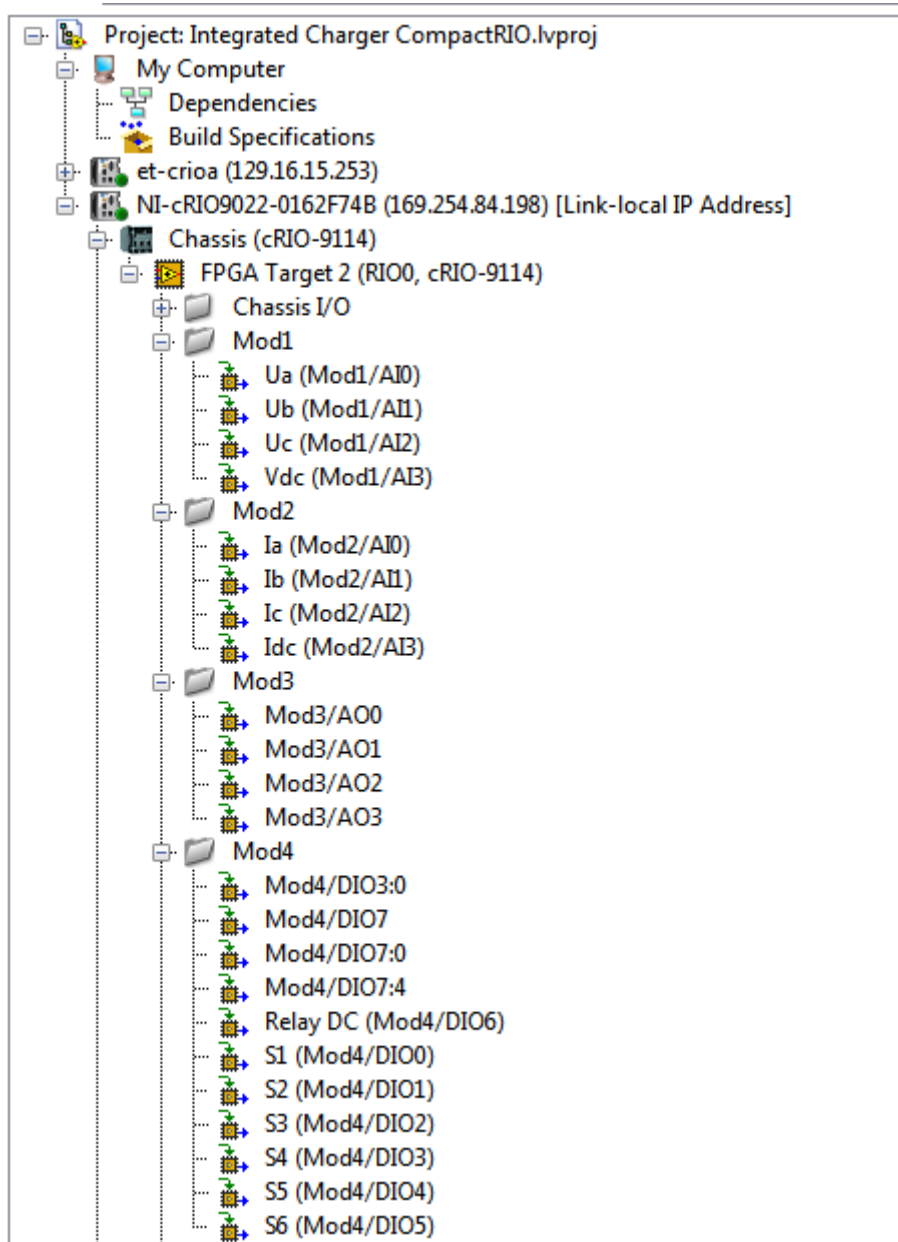 Project: Integrated Charger CompactRIO.lvproj
My Computer
Dependencies
Build Specifications
et-crioa (129.16.15.253)
NI-cRIO9022-0162F74B (169.254.84.198) [Link-local IP Address]
Chassis (cRIO-9114)
FPGA Target 2 (RIO0, cRIO-9114)
Chassis I/O
Mod1
Ua (Mod1/AI0)
Ub (Mod1/AI1)
Uc (Mod1/AI2)
Vdc (Mod1/AI3)
Mod2
Ia (Mod2/AI0)
Ib (Mod2/AI1)
Ic (Mod2/AI2)
Idc (Mod2/AI3)
Mod3
Mod3/AO0
Mod3/AO1
Mod3/AO2
Mod3/AO3
Mod4
Mod4/DIO3:0
Mod4/DIO7
Mod4/DIO7:0
Mod4/DIO7:4
Relay DC (Mod4/DIO6)
S1 (Mod4/DIO0)
S2 (Mod4/DIO1)
S3 (Mod4/DIO2)
S4 (Mod4/DIO3)
S5 (Mod4/DIO4)
S6 (Mod4/DIO5)